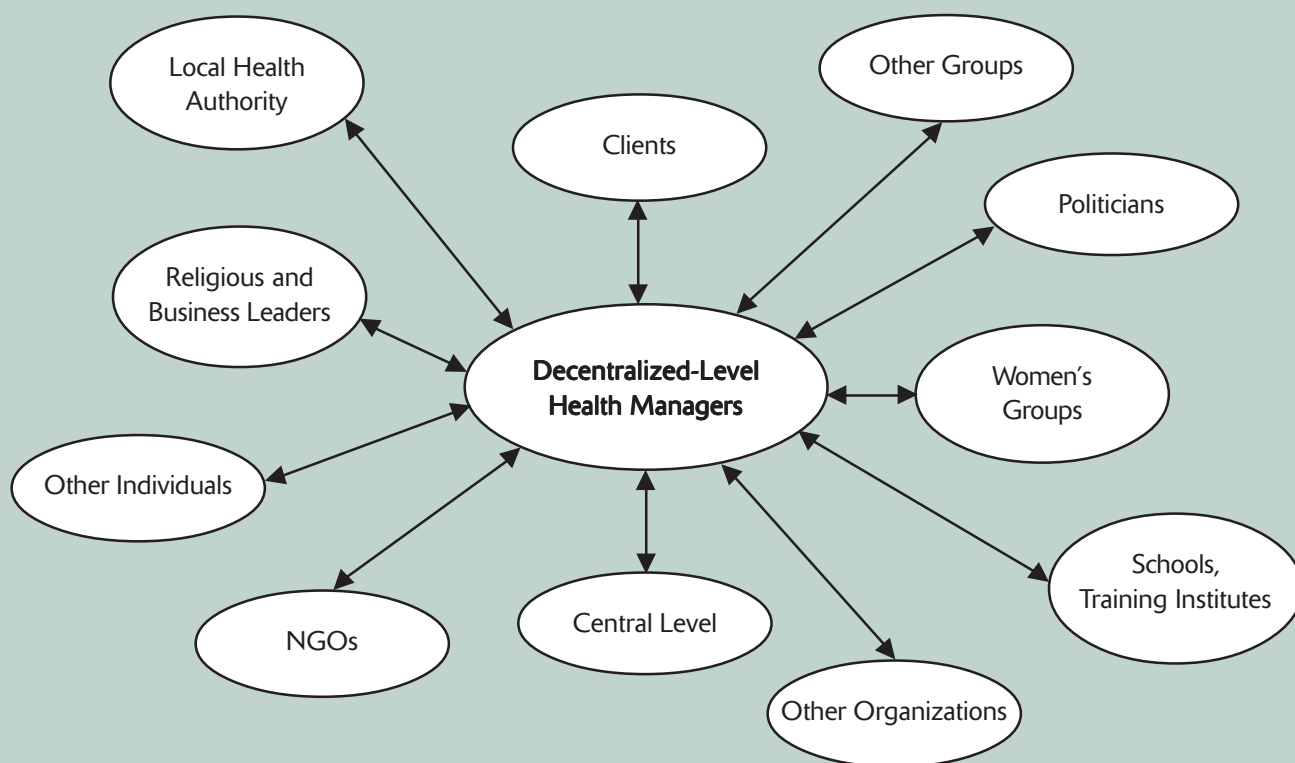 Local Health
Authority
Other Groups
Clients
Politicians
Religious and
Business Leaders
Decentralized-Level
Health Managers
Women's
Groups
Other Individuals
Schools,
Training Institutes
NGOs
Central Level
Other Organizations